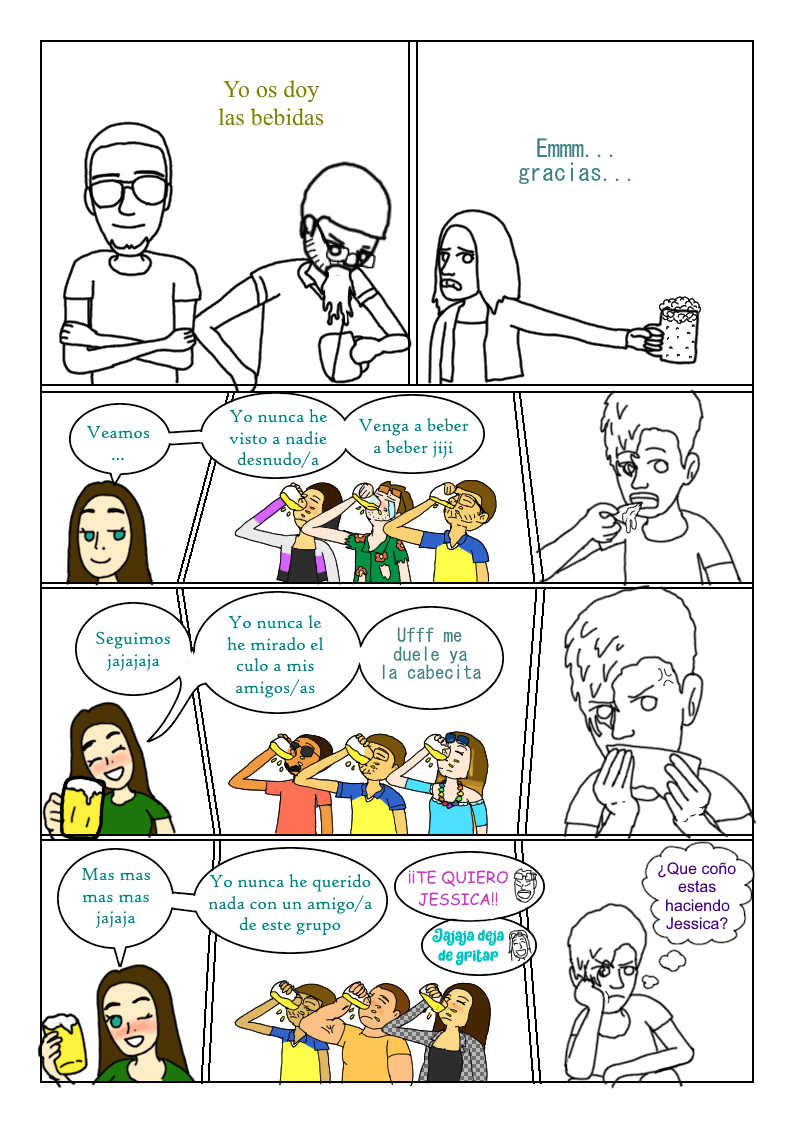 Yo os doy
las bebidas
Emmm...
gracias...
Veamos
...
Yo nunca he
visto a nadie
desnudo/a
Venga a beber
a beber jiji
Seguimos
jajajaja
Yo nunca le
he mirado el
culo a mis
amigos/as
Ufff me
duele ya
la cabecita
Mas mas
mas mas
jajaja
Yo nunca he querido
nada con un amigo/a
de este grupo
¡¡TE QUIERO
JESSICA!!
Jajaja deja
de gritar
¿Que coño
estas
haciendo
Jessica?